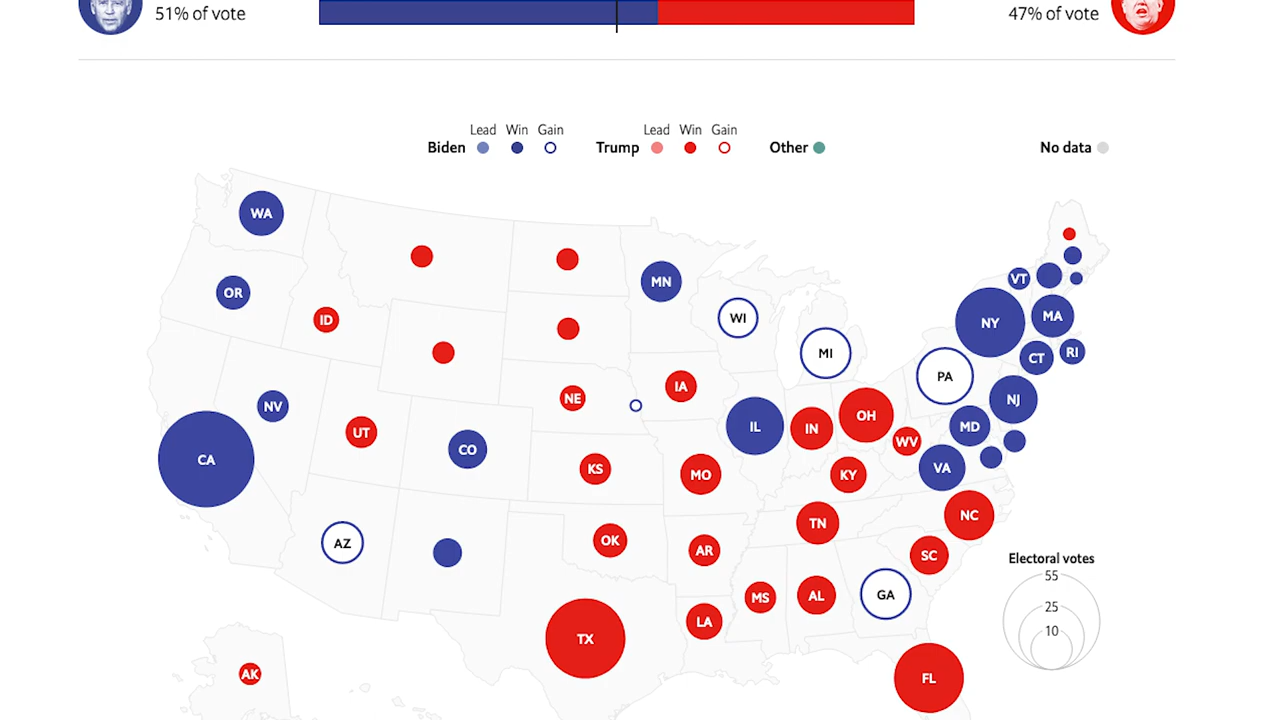 51% of vote
47% of vote
Lead Win Gain Lead Win Gain
Biden Trump Other No data
WA
MN
VT
OR
WI
MA
ID
NY
MI
RI
CT
PA
IA
NE
NJ
NV
OH
IL
MD
IN
UT
WV
CO
CA
VA
KS
MO
KY
NC
TN
OK
AZ
AR
SC
Electoral votes
55
GA
AL
MS
25
LA
10
TX
AK
FL